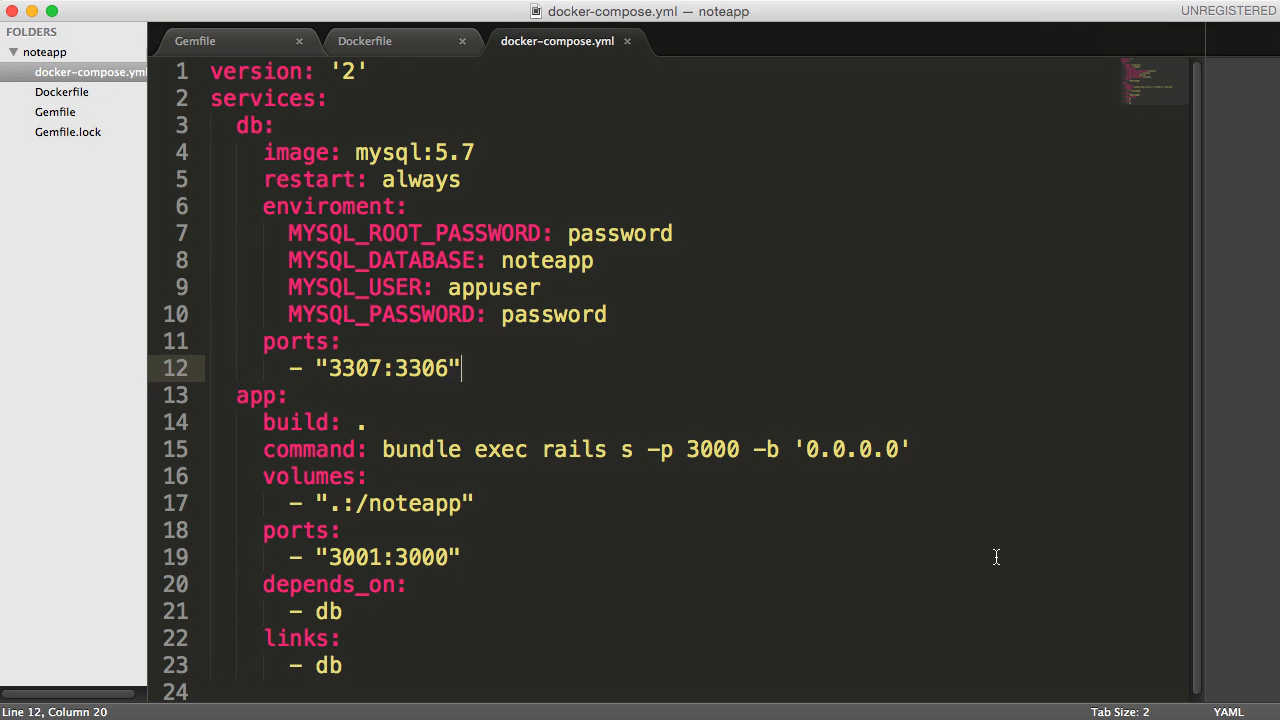 docker-compose.yml — noteapp
UNREGISTERED
FOLDERS
noteapp
docker-compose.yml
Dockerfile
Gemfile
Gemfile.lock
Gemfile ×
Dockerfile ×
docker-compose.yml ×
1 version: '2'
2 services:
3 db:
4 image: mysql:5.7
5 restart: always
6 enviroment:
7 MYSQL_ROOT_PASSWORD: password
8 MYSQL_DATABASE: noteapp
9 MYSQL_USER: appuser
10 MYSQL_PASSWORD: password
11 ports:
12 - "3307:3306"
13 app:
14 build: .
15 command: bundle exec rails s -p 3000 -b '0.0.0.0'
16 volumes:
17 - ".:/noteapp"
18 ports:
19 - "3001:3000"
20 depends_on:
21 - db
22 links:
23 - db
24
Line 12, Column 20
Tab Size: 2
YAML